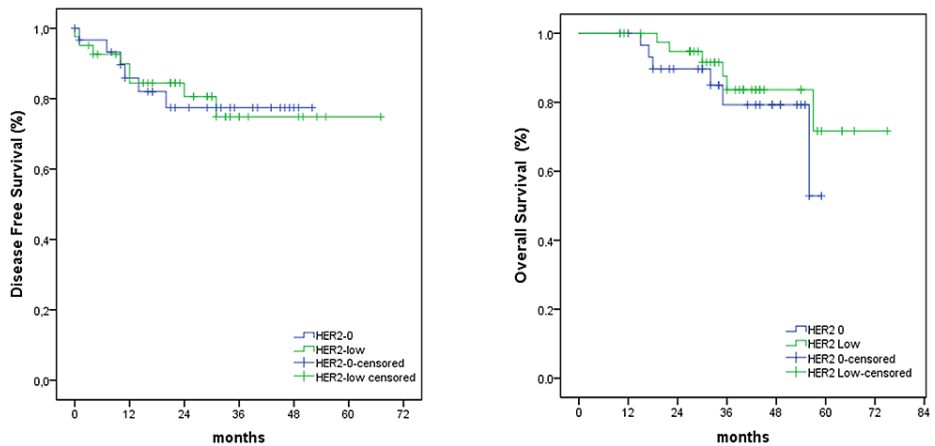 Disease Free Survival (%)
1,0
0,8
0,6
0,4
0,2
0,0
HER2-0
HER2-low
HER2-0-censored
HER2-low censored
0 12 24 36 48 60 72
months
Overall Survival (%)
1.0
0.8
0.6
0.4
0.2
0.0
HER2 0
HER2 Low
HER2 0-censored
HER2 Low-censored
0 12 24 36 48 60 72 84
months